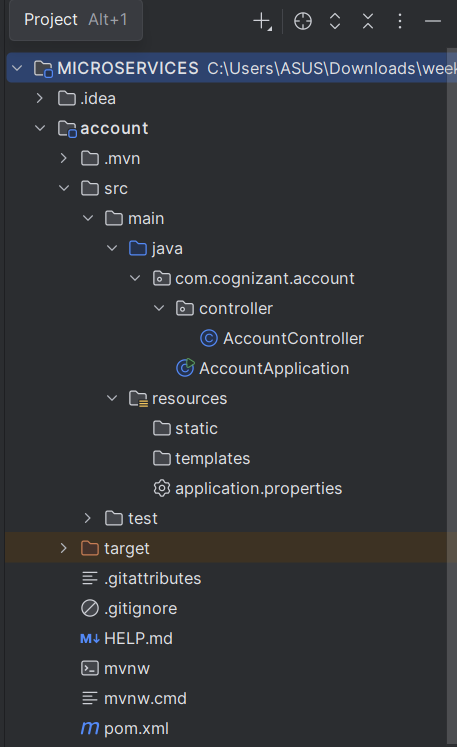 Project Alt+1
MICROSERVICES C:\Users\ASUS\Downloads\week
.idea
account
.mvn
src
main
java
com.cognizant.account
controller
AccountController
AccountApplication
resources
static
templates
application.properties
test
target
.gitattributes
.gitignore
HELP.md
mvnw
mvnw.cmd
pom.xml